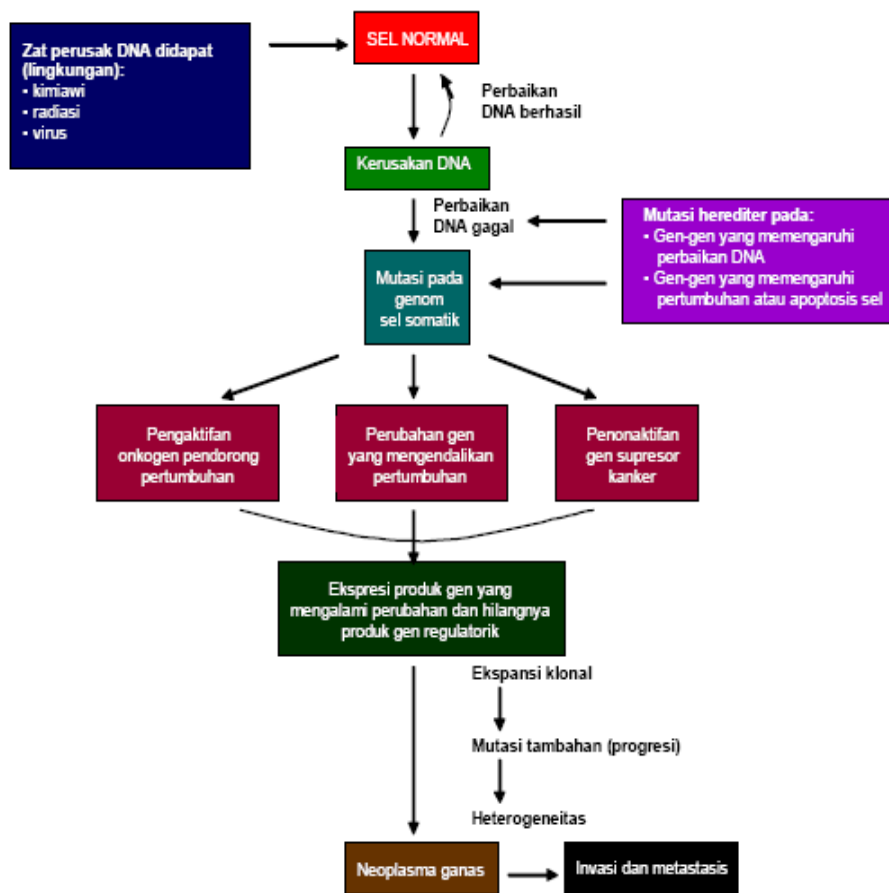 Zat perusak DNA didapat
(lingkungan):
▪ kimiawi
▪ radiasi
▪ virus
SEL NORMAL
Perbaikan
DNA berhasil
Kerusakan DNA
Perbaikan
DNA gagal
Mutasi herediter pada:
▪ Gen-gen yang memengaruhi
perbaikan DNA
▪ Gen-gen yang memengaruhi
pertumbuhan atau apoptosis sel
Mutasi pada
genom
sel somatik
Pengaktifan
onkogen pendorong
pertumbuhan
Perubahan gen
yang mengendalikan
pertumbuhan
Penonaktifan
gen supresor
kanker
Ekspresi produk gen yang
mengalami perubahan dan hilangnya
produk gen regulatorik
Ekspansi klonal
Mutasi tambahan (progresi)
Heterogeneitas
Neoplasma ganas
Invasi dan metastasis